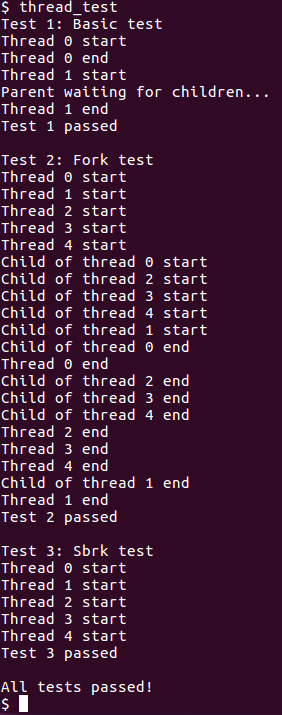 $ thread_test
Test 1: Basic test
Thread 0 start
Thread 0 end
Thread 1 start
Parent waiting for children...
Thread 1 end
Test 1 passed

Test 2: Fork test
Thread 0 start
Thread 1 start
Thread 2 start
Thread 3 start
Thread 4 start
Child of thread 0 start
Child of thread 2 start
Child of thread 3 start
Child of thread 4 start
Child of thread 1 start
Child of thread 0 end
Thread 0 end
Child of thread 2 end
Child of thread 3 end
Child of thread 4 end
Thread 2 end
Thread 3 end
Thread 4 end
Child of thread 1 end
Thread 1 end
Test 2 passed

Test 3: Sbrk test
Thread 0 start
Thread 1 start
Thread 2 start
Thread 3 start
Thread 4 start
Test 3 passed

All tests passed!
$